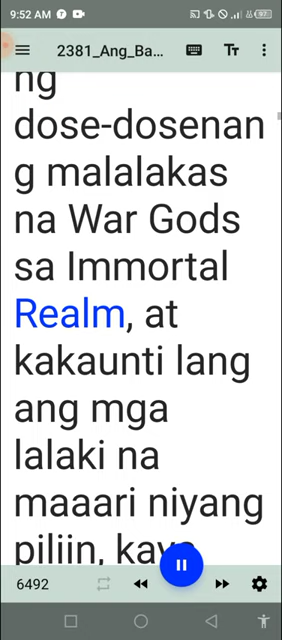 9:52 AM
2381_Ang_Ba...
ng
dose-dosenan
g malalakas
na War Gods
sa Immortal
Realm, at
kakaunti lang
ang mga
lalaki na
maaari niyang
piliin, kaya
6492